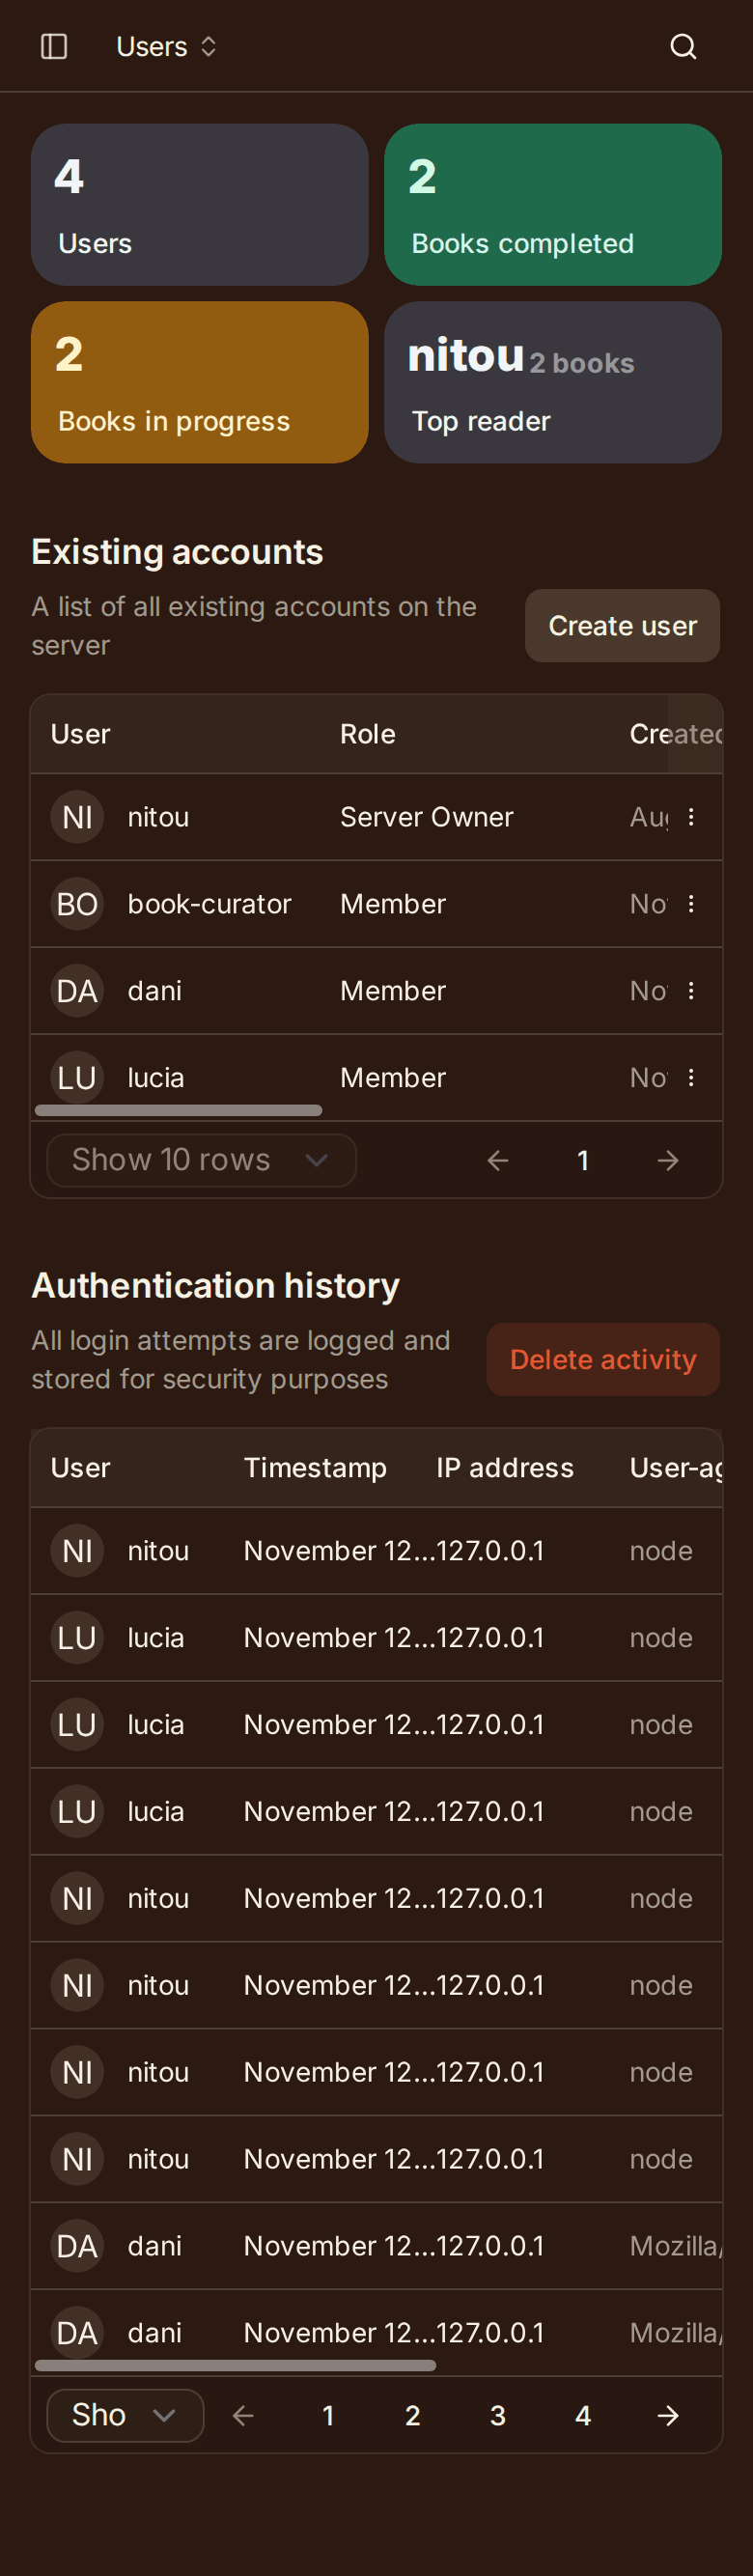 Users
4
Users
2
Books completed
2
Books in progress
nitou 2 books
Top reader
Existing accounts
A list of all existing accounts on the
server
Create user
User Role Created
NI nitou Server Owner
BO book-curator Member
DA dani Member
LU lucia Member
Show 10 rows 1
Authentication history
All login attempts are logged and
stored for security purposes
Delete activity
User Timestamp IP address User-ag
NI nitou November 12... 127.0.0.1 node
LU lucia November 12... 127.0.0.1 node
LU lucia November 12... 127.0.0.1 node
LU lucia November 12... 127.0.0.1 node
NI nitou November 12... 127.0.0.1 node
NI nitou November 12... 127.0.0.1 node
NI nitou November 12... 127.0.0.1 node
NI nitou November 12... 127.0.0.1 node
DA dani November 12... 127.0.0.1 Mozilla/
DA dani November 12... 127.0.0.1 Mozilla/
Sho 1 2 3 4